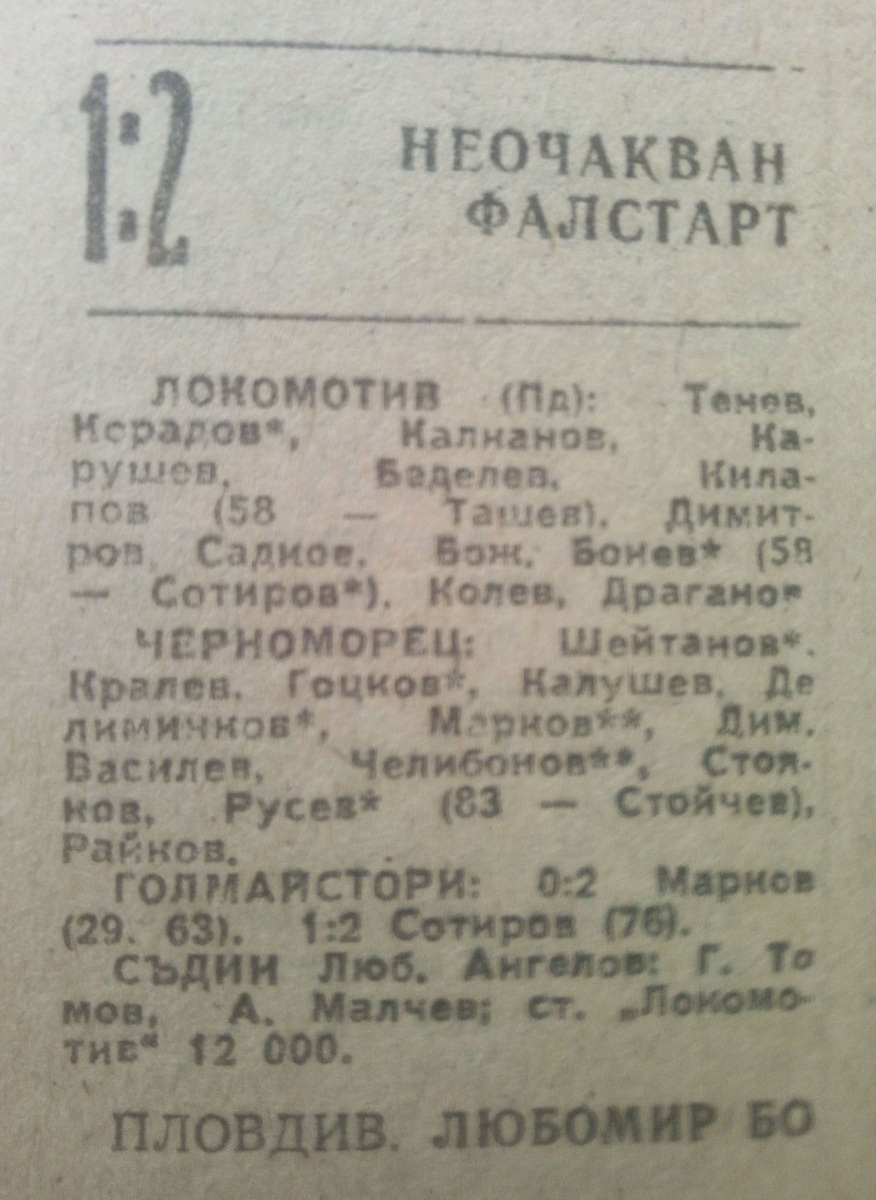 1:2
НЕОЧАКВАН
ФАЛСТАРТ
ЛОКОМОТИВ (Пд): Тенев,
Керадов*, Калканов, Ка-
рушев, Беделев, Кила-
пов (58 — Ташев), Димит-
ров, Садков, Бож. Бонев* (58
— Сотиров*), Колев, Драганов
ЧЕРНОМОРЕЦ: Шейтанов*,
Кралев, Гоцков*, Калушев, Де
лимичков*, Марков**, Дим.
Василев, Челибонов**, Стоя-
нов, Русев* (83 — Стойчев),
Райков.
ГОЛМАЙСТОРИ: 0:2 Марков
(29, 63). 1:2 Сотиров (76).
СЪДИИ Люб. Ангелов; Г. То
мов, А. Малчев; ст. „Локомо-
тив“ 12 000.
ПЛОВДИВ. ЛЮБОМИР БО